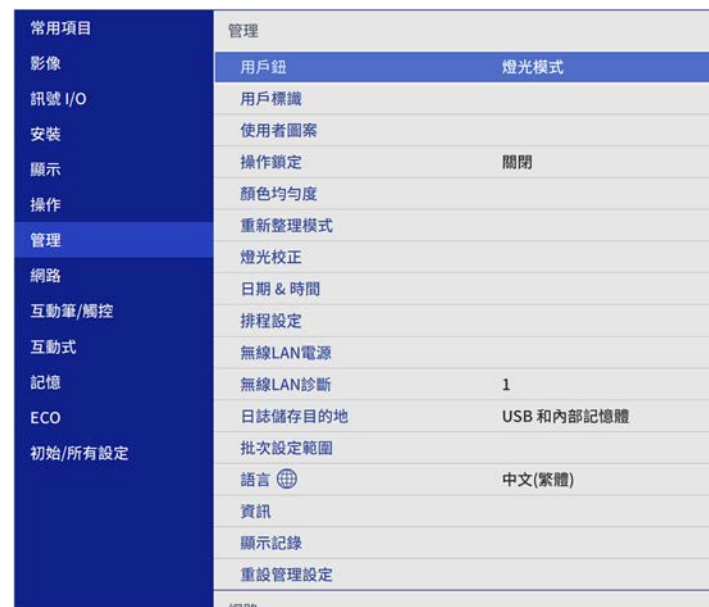 常用項目
影像
訊號 I/O
安裝
顯示
操作
管理
網路
互動筆/觸控
互動式
記憶
ECO
初始/所有設定
管理
用戶鈕 燈光模式
用戶標識
使用者圖案
操作鎖定 關閉
顏色均勻度
重新整理模式
燈光校正
日期 & 時間
排程設定
無線LAN電源
無線LAN診斷 1
日誌儲存目的地 USB 和內部記憶體
批次設定範圍
語言 中文(繁體)
資訊
顯示記錄
重設管理設定